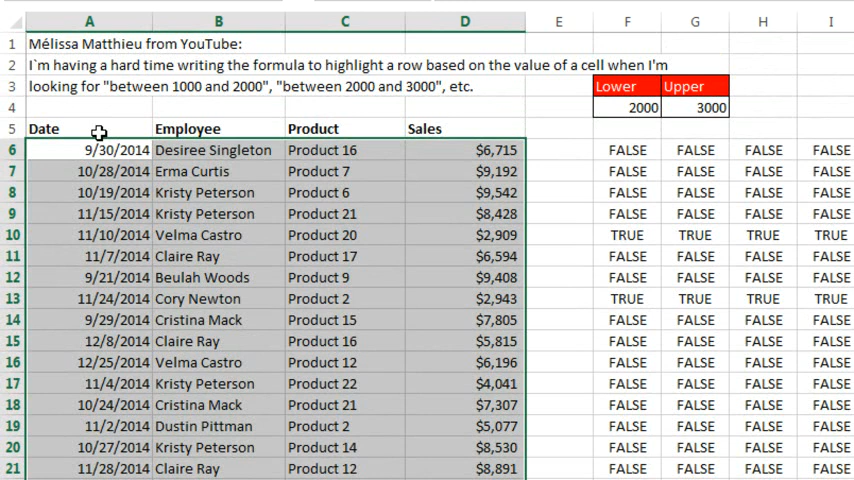 A B C D E F G H I
1 Mélissa Matthieu from YouTube:
2 I`m having a hard time writing the formula to highlight a row based on the value of a cell when I'm
3 looking for "between 1000 and 2000", "between 2000 and 3000", etc. Lower Upper
4 2000 3000
5 Date Employee Product Sales
6 9/30/2014 Desiree Singleton Product 16 $6,715 FALSE FALSE FALSE FALSE
7 10/28/2014 Erma Curtis Product 7 $9,192 FALSE FALSE FALSE FALSE
8 10/19/2014 Kristy Peterson Product 6 $9,542 FALSE FALSE FALSE FALSE
9 11/15/2014 Kristy Peterson Product 21 $8,428 FALSE FALSE FALSE FALSE
10 11/10/2014 Velma Castro Product 20 $2,909 TRUE TRUE TRUE TRUE
11 11/7/2014 Claire Ray Product 17 $6,594 FALSE FALSE FALSE FALSE
12 9/21/2014 Beulah Woods Product 9 $9,408 FALSE FALSE FALSE FALSE
13 11/24/2014 Cory Newton Product 2 $2,943 TRUE TRUE TRUE TRUE
14 9/29/2014 Cristina Mack Product 15 $7,805 FALSE FALSE FALSE FALSE
15 12/8/2014 Claire Ray Product 16 $5,815 FALSE FALSE FALSE FALSE
16 12/25/2014 Velma Castro Product 12 $6,196 FALSE FALSE FALSE FALSE
17 11/4/2014 Kristy Peterson Product 22 $4,041 FALSE FALSE FALSE FALSE
18 10/24/2014 Cristina Mack Product 21 $7,307 FALSE FALSE FALSE FALSE
19 11/2/2014 Dustin Pittman Product 2 $5,077 FALSE FALSE FALSE FALSE
20 10/27/2014 Kristy Peterson Product 14 $8,530 FALSE FALSE FALSE FALSE
21 11/28/2014 Claire Ray Product 12 $8,891 FALSE FALSE FALSE FALSE